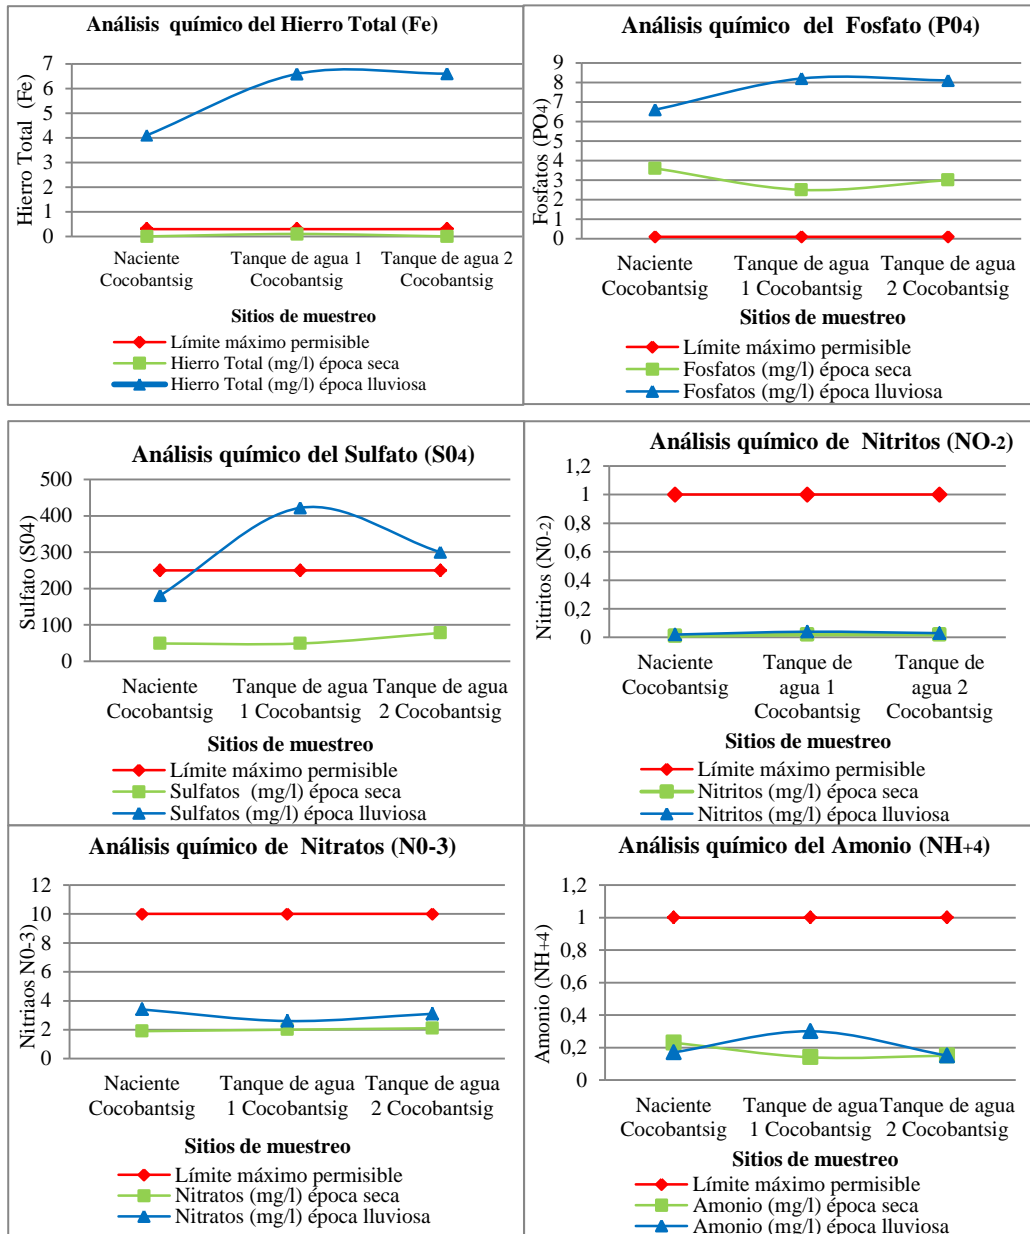 Análisis  químico del Hierro Total (Fe)
Hierro Total  (Fe)
7
6
5
4
3
2
1
0
Naciente
Cocobantsig
Tanque de agua 1
Cocobantsig
Tanque de agua 2
Cocobantsig
Sitios de muestreo
Límite máximo permisible
Hierro Total (mg/l) época seca
Hierro Total (mg/l) época lluviosa
Análisis químico  del  Fosfato (P04)
Fosfatos (PO4)
9
8
7
6
5
4
3
2
1
0
Naciente
Cocobantsig
Tanque de agua
1 Cocobantsig
Tanque de agua
2 Cocobantsig
Sitios de muestreo
Límite máximo permisible
Fosfatos (mg/l) época seca
Fosfatos (mg/l) época lluviosa
Análisis químico del Sulfato (S04)
Sulfato (S04)
500
400
300
200
100
0
Naciente
Cocobantsig
Tanque de agua
1 Cocobantsig
Tanque de agua
2 Cocobantsig
Sitios de muestreo
Límite máximo permisible
Sulfatos  (mg/l) época seca
Sulfatos (mg/l) época lluviosa
Análisis químico de  Nitritos (NO-2)
Nitritos (N0-2)
1,2
1
0,8
0,6
0,4
0,2
0
Naciente
Cocobantsig
Tanque de
agua 1
Cocobantsig
Tanque de
agua 2
Cocobantsig
Sitios de muestreo
Límite máximo permisible
Nitritos (mg/l) época seca
Nitritos (mg/l) época lluviosa
Análisis químico de  Nitratos (N0-3)
Nitriaos N0-3)
12
10
8
6
4
2
0
Naciente
Cocobantsig
Tanque de agua
1 Cocobantsig
Tanque de agua
2 Cocobantsig
Sitios de muestreo
Límite máximo permisible
Nitratos (mg/l) época seca
Nitratos (mg/l) época lluviosa
Análisis químico del Amonio (NH+4)
Amonio (NH+4)
1,2
1
0,8
0,6
0,4
0,2
0
Naciente
Cocobantsig
Tanque de agua
1 Cocobantsig
Tanque de agua
2 Cocobantsig
Sitios de muestreo
Límite máximo permisible
Amonio (mg/l) época seca
Amonio (mg/l) época lluviosa